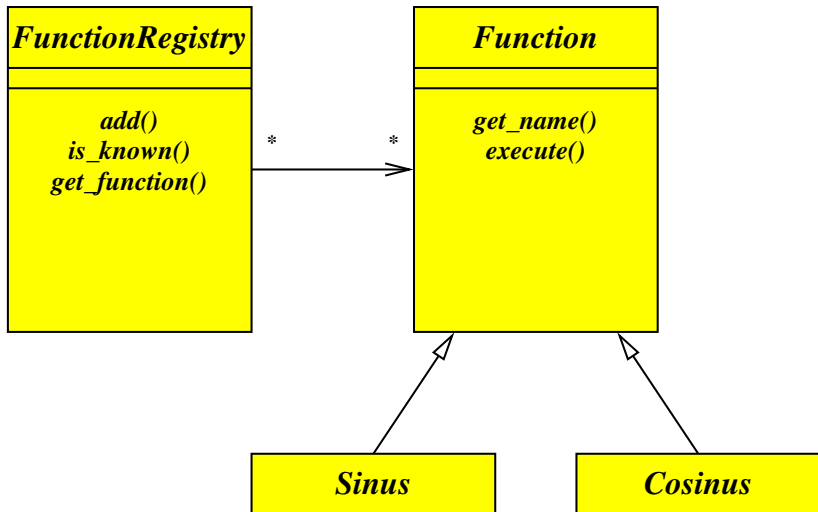 FunctionRegistry
Function
add()
is_known()
get_function()
* *
get_name()
execute()
Sinus
Cosinus